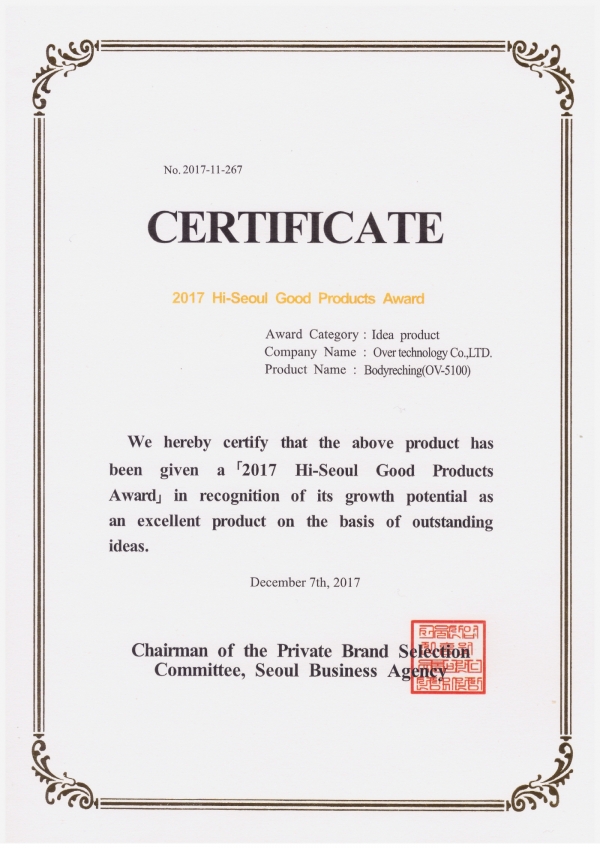 No. 2017-11-267
CERTIFICATE
2017 Hi-Seoul Good Products Award
Award Category : Idea product
Company Name : Over technology Co.,LTD.
Product Name : Bodyreching(OV-5100)
We hereby certify that the above product has
been given a「2017 Hi-Seoul Good Products
Award」in recognition of its growth potential as
an excellent product on the basis of outstanding
ideas.
December 7th, 2017
Chairman of the Private Brand Selection
Committee, Seoul Business Agency